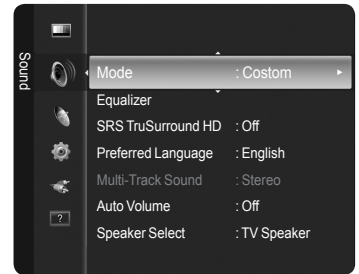 Sound
Mode : Costom
Equalizer
SRS TruSurround HD : Off
Preferred Language : English
Multi-Track Sound : Stereo
Auto Volume : Off
Speaker Select : TV Speaker
?